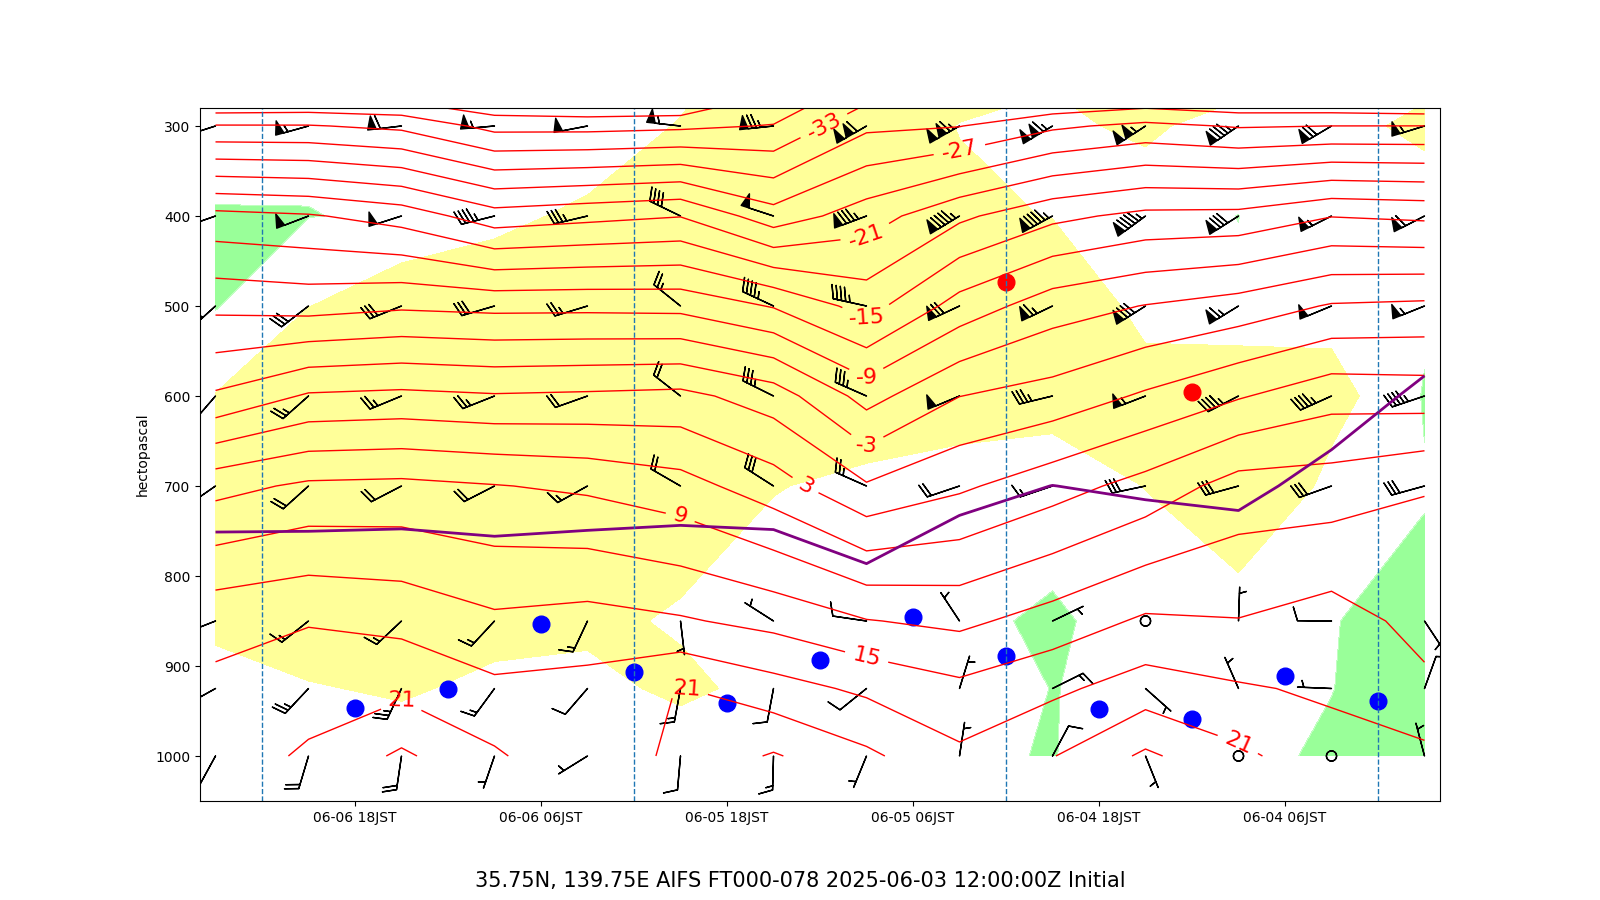 300
400
500
600
700
800
900
1000
hectopascal
-33
-27
-21
-15
-9
-3
3
9
15
21
21
21
06-06 18JST
06-06 06JST
06-05 18JST
06-05 06JST
06-04 18JST
06-04 06JST
35.75N, 139.75E AIFS FT000-078 2025-06-03 12:00:00Z Initial